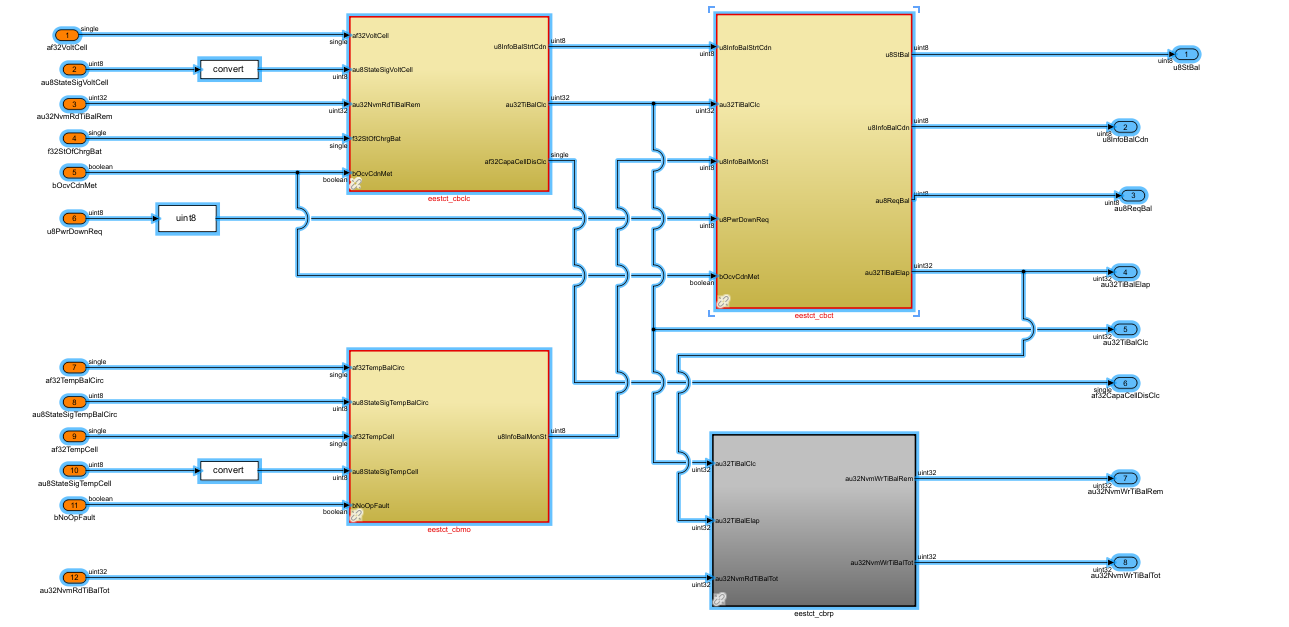 1
single
af32VoltCell
2
uint8
au8StateSigVoltCell
convert
3
uint32
au32NvmRdTiBalRem
4
single
f32StOfChrgBat
5
boolean
bOcvCdnMet
6
uint8
u8PwrDownReq
uint8
af32VoltCell
single
au8StateSigVoltCell
uint8
au32NvmRdTiBalRem
uint32
f32StOfChrgBat
single
bOcvCdnMet
boolean
u8InfoBalStrtCdn
uint8
au32TiBalClc
uint32
af32CapaCellDisClc
single
eestct_cbclc
u8InfoBalStrtCdn
uint8
au32TiBalClc
uint32
u8InfoBalMonSt
uint8
u8PwrDownReq
uint8
bOcvCdnMet
boolean
u8StBal
uint8
u8InfoBalCdn
uint8
au8ReqBal
uint8
au32TiBalElap
uint32
eestct_cbct
1
uint8
u8StBal
2
uint8
u8InfoBalCdn
3
uint8
au8ReqBal
4
uint32
au32TiBalElap
5
uint32
au32TiBalClc
6
single
af32CapaCellDisClc
7
single
af32TempBalCirc
8
uint8
au8StateSigTempBalCirc
9
single
af32TempCell
10
uint8
au8StateSigTempCell
convert
11
boolean
bNoOpFault
12
uint32
au32NvmRdTiBalTot
af32TempBalCirc
single
au8StateSigTempBalCirc
uint8
af32TempCell
single
au8StateSigTempCell
uint8
bNoOpFault
boolean
u8InfoBalMonSt
uint8
eestct_cbmo
au32TiBalClc
uint32
au32TiBalElap
uint32
au32NvmRdTiBalTot
uint32
au32NvmWrTiBalRem
uint32
au32NvmWrTiBalTot
uint32
eestct_cbrp
7
uint32
au32NvmWrTiBalRem
8
uint32
au32NvmWrTiBalTot